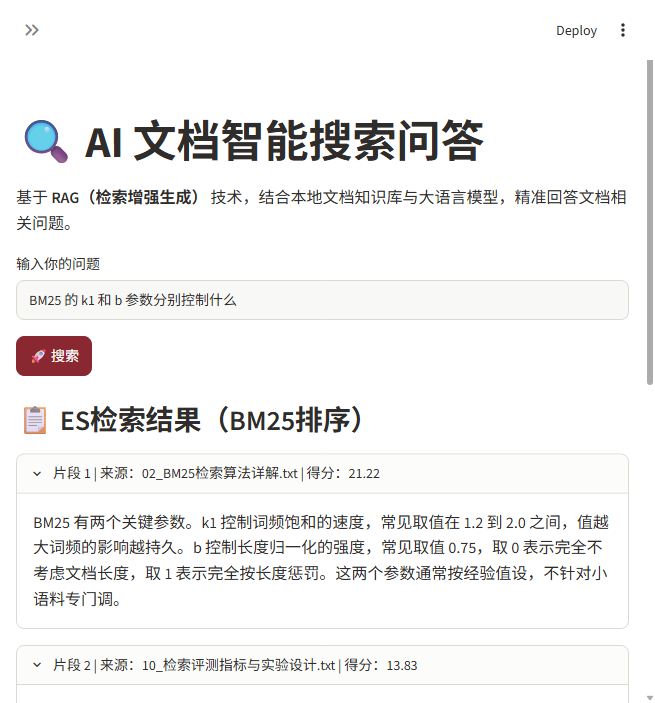 Deploy
AI 文档智能搜索问答
基于 RAG（检索增强生成） 技术，结合本地文档知识库与大语言模型，精准回答文档相
关问题。
输入你的问题
BM25 的 k1 和 b 参数分别控制什么
搜索
ES检索结果（BM25排序）
片段 1 | 来源：02_BM25检索算法详解.txt | 得分：21.22
BM25 有两个关键参数。k1 控制词频饱和的速度，常见取值在 1.2 到 2.0 之间，值越
大词频的影响越持久。b 控制长度归一化的强度，常见取值 0.75，取 0 表示完全不
考虑文档长度，取 1 表示完全按长度惩罚。这两个参数通常按经验值设，不针对小
语料专门调。
片段 2 | 来源：10_检索评测指标与实验设计.txt | 得分：13.83